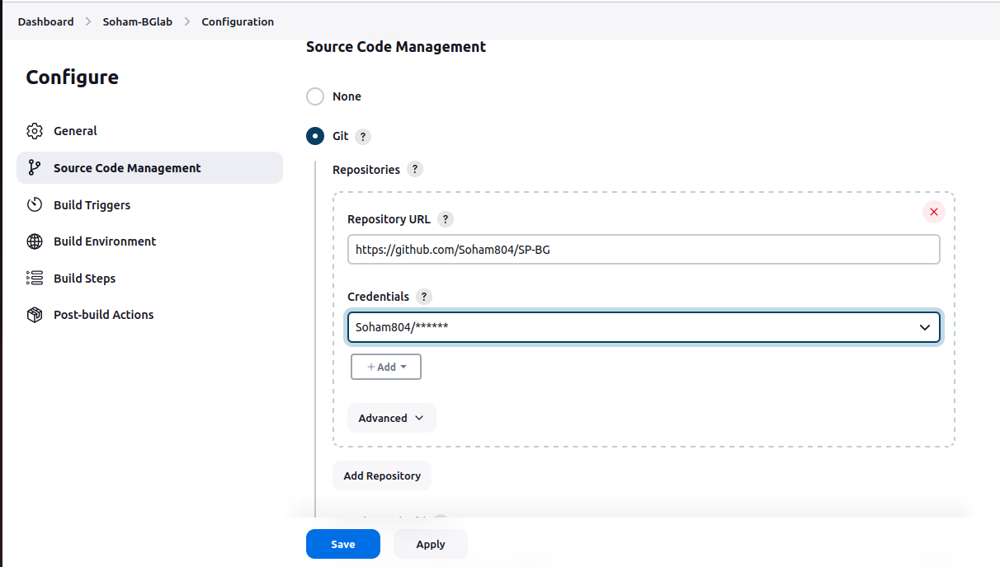 Dashboard > Soham-BGlab > Configuration
Configure
General
Source Code Management
Build Triggers
Build Environment
Build Steps
Post-build Actions
Source Code Management
None
Git ?
Repositories ?
Repository URL ?
https://github.com/Soham804/SP-BG
Credentials ?
Soham804/******
+ Add
Advanced
Add Repository
Save
Apply